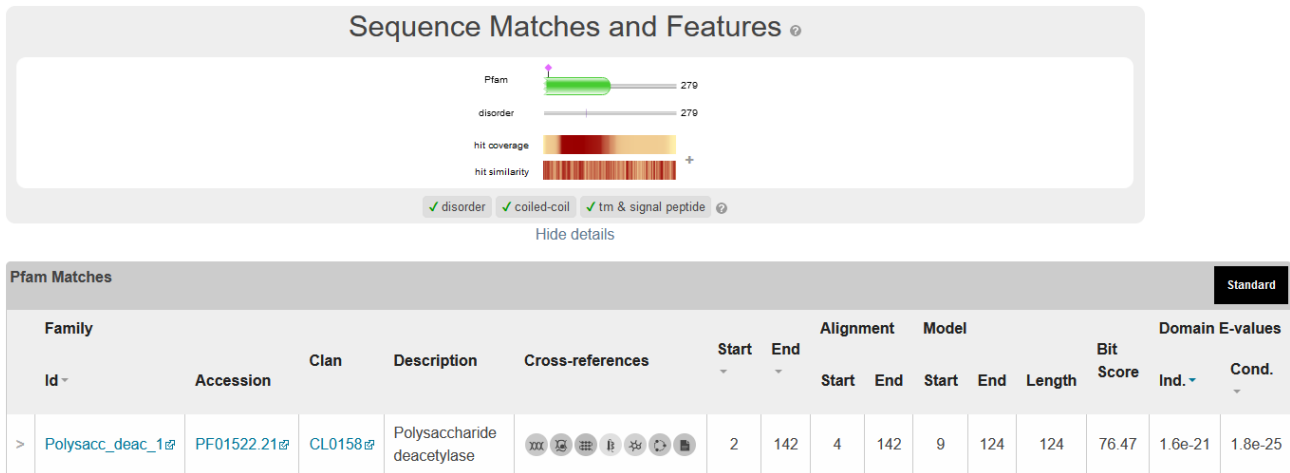 Sequence Matches and Features ?
Pfam 279
disorder 279
hit coverage
hit similarity
+
✓ disorder ✓ coiled-coil ✓ tm & signal peptide ?
Hide details
Pfam Matches Standard
Family Alignment Model Domain E-values
Id Accession Clan Description Cross-references Start End Start End Start End Length Bit Score Ind. Cond.
> Polysacc_deac_1 PF01522.21 CL0158 Polysaccharide deacetylase 2 142 4 142 9 124 124 76.47 1.6e-21 1.8e-25